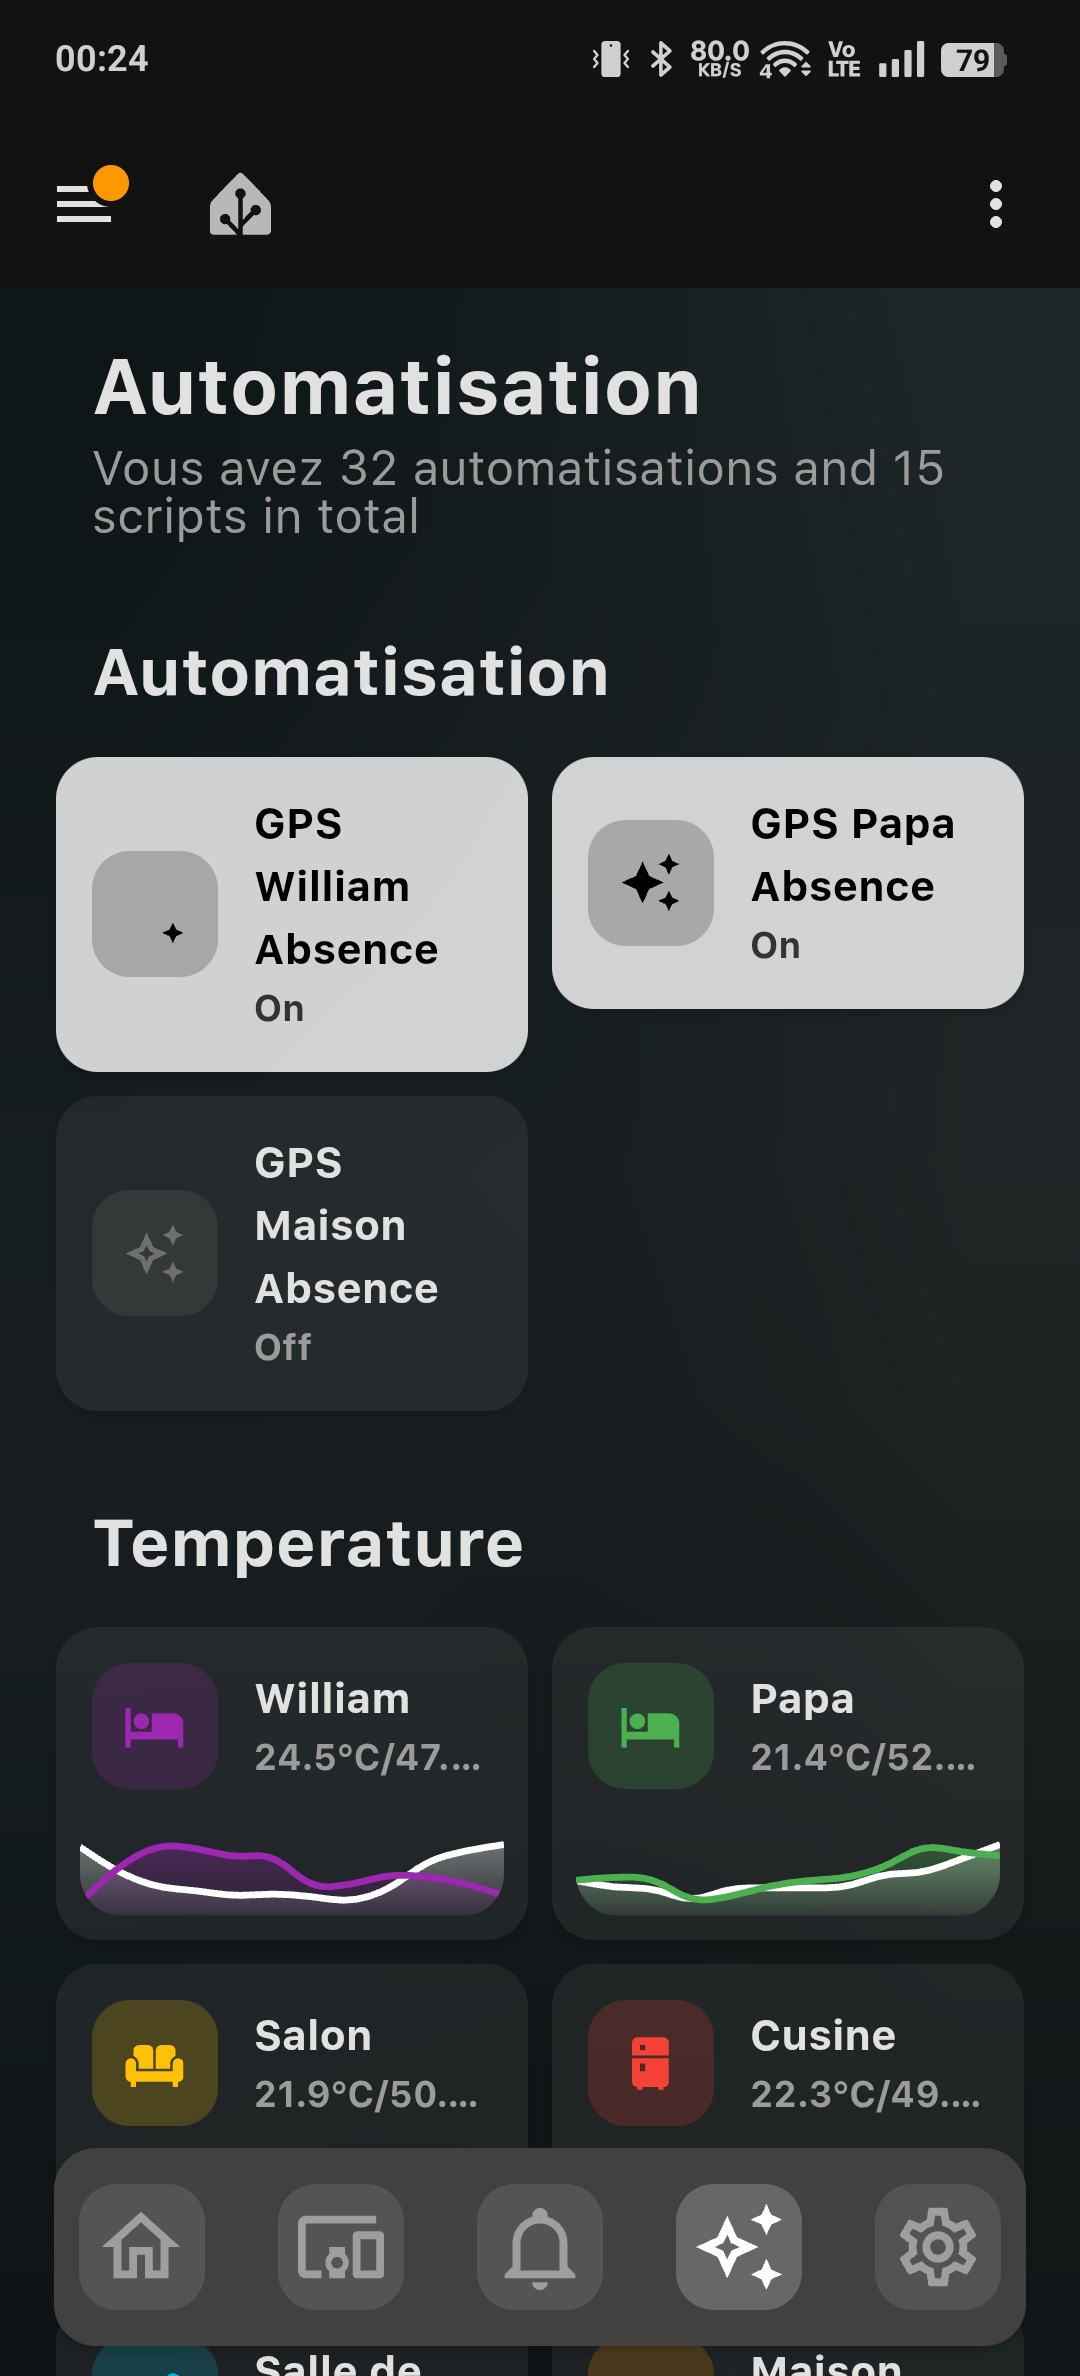 00:24
80.0
KB/S
4
Vo
LTE
79
Automatisation
Vous avez 32 automatisations and 15
scripts in total
Automatisation
GPS
William
Absence
On
GPS Papa
Absence
On
GPS
Maison
Absence
Off
Temperature
William
24.5°C/47....
Papa
21.4°C/52....
Salon
21.9°C/50....
Cusine
22.3°C/49....
Salle de
Maison